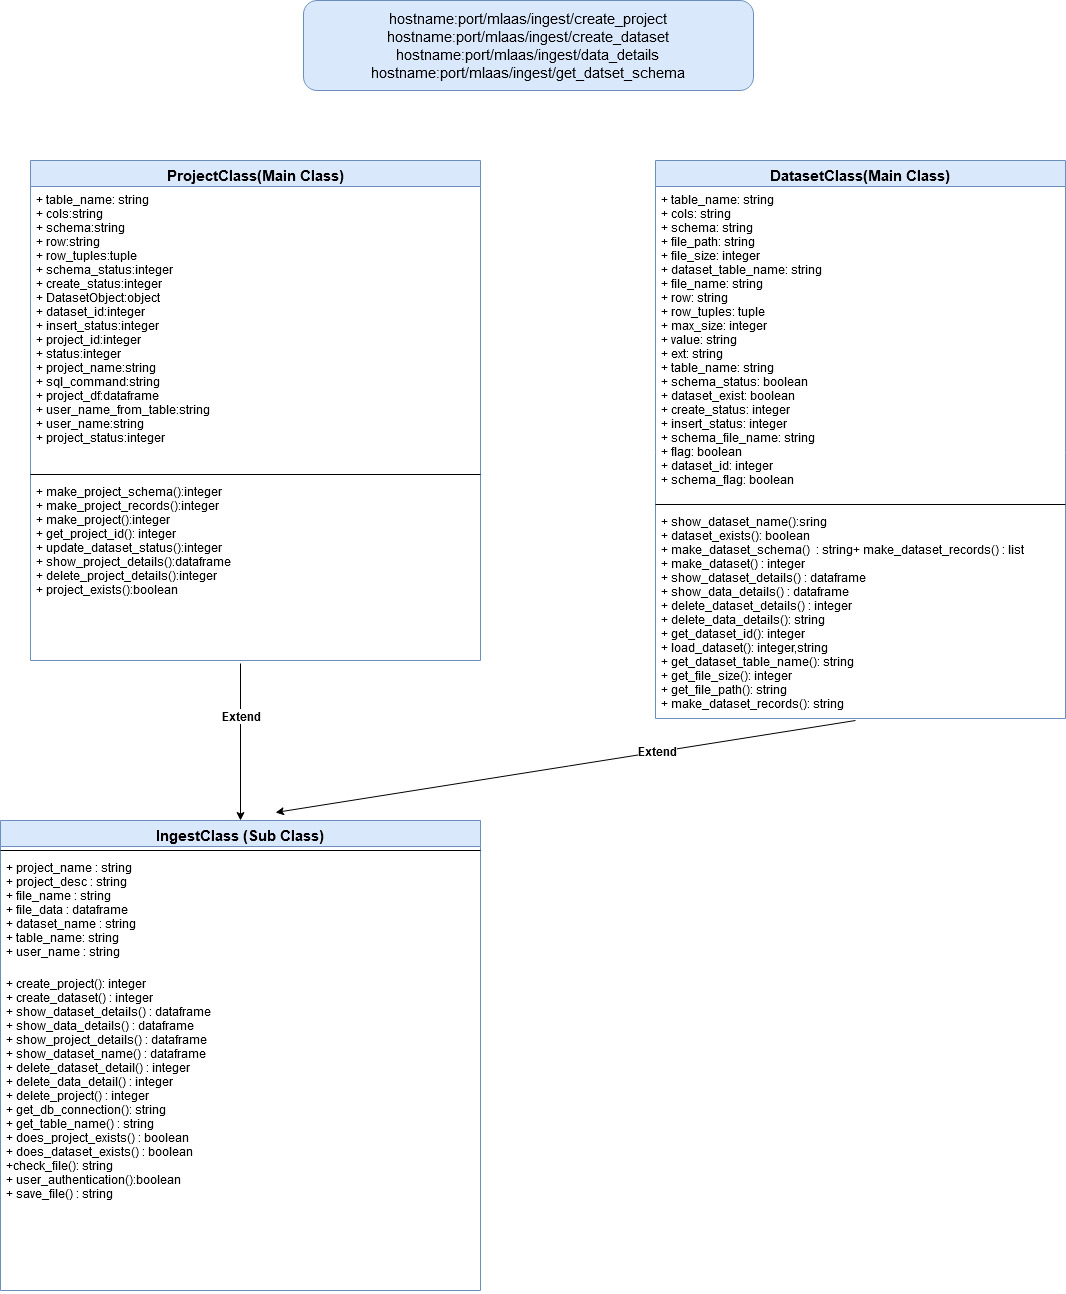 hostname:port/mlaas/ingest/create_project
hostname:port/mlaas/ingest/create_dataset
hostname:port/mlaas/ingest/data_details
hostname:port/mlaas/ingest/get_datset_schema
ProjectClass(Main Class)
+ table_name: string
+ cols:string
+ schema:string
+ row:string
+ row_tuples:tuple
+ schema_status:integer
+ create_status:integer
+ DatasetObject:object
+ dataset_id:integer
+ insert_status:integer
+ project_id:integer
+ status:integer
+ project_name:string
+ sql_command:string
+ project_df:dataframe
+ user_name_from_table:string
+ user_name:string
+ project_status:integer
+ make_project_schema():integer
+ make_project_records():integer
+ make_project():integer
+ get_project_id(): integer
+ update_dataset_status():integer
+ show_project_details():dataframe
+ delete_project_details():integer
+ project_exists():boolean
DatasetClass(Main Class)
+ table_name: string
+ cols: string
+ schema: string
+ file_path: string
+ file_size: integer
+ dataset_table_name: string
+ file_name: string
+ row: string
+ row_tuples: tuple
+ max_size: integer
+ value: string
+ ext: string
+ table_name: string
+ schema_status: boolean
+ dataset_exist: boolean
+ create_status: integer
+ insert_status: integer
+ schema_file_name: string
+ flag: boolean
+ dataset_id: integer
+ schema_flag: boolean
+ show_dataset_name():sring
+ dataset_exists(): boolean
+ make_dataset_schema()  : string+ make_dataset_records() : list
+ make_dataset() : integer
+ show_dataset_details() : dataframe
+ show_data_details() : dataframe
+ delete_dataset_details() : integer
+ delete_data_details(): string
+ get_dataset_id(): integer
+ load_dataset(): integer,string
+ get_dataset_table_name(): string
+ get_file_size(): integer
+ get_file_path(): string
+ make_dataset_records(): string
Extend
Extend
IngestClass (Sub Class)
+ project_name : string
+ project_desc : string
+ file_name : string
+ file_data : dataframe
+ dataset_name : string
+ table_name: string
+ user_name : string
+ create_project(): integer
+ create_dataset() : integer
+ show_dataset_details() : dataframe
+ show_data_details() : dataframe
+ show_project_details() : dataframe
+ show_dataset_name() : dataframe
+ delete_dataset_detail() : integer
+ delete_data_detail() : integer
+ delete_project() : integer
+ get_db_connection(): string
+ get_table_name() : string
+ does_project_exists() : boolean
+ does_dataset_exists() : boolean
+check_file(): string
+ user_authentication():boolean
+ save_file() : string